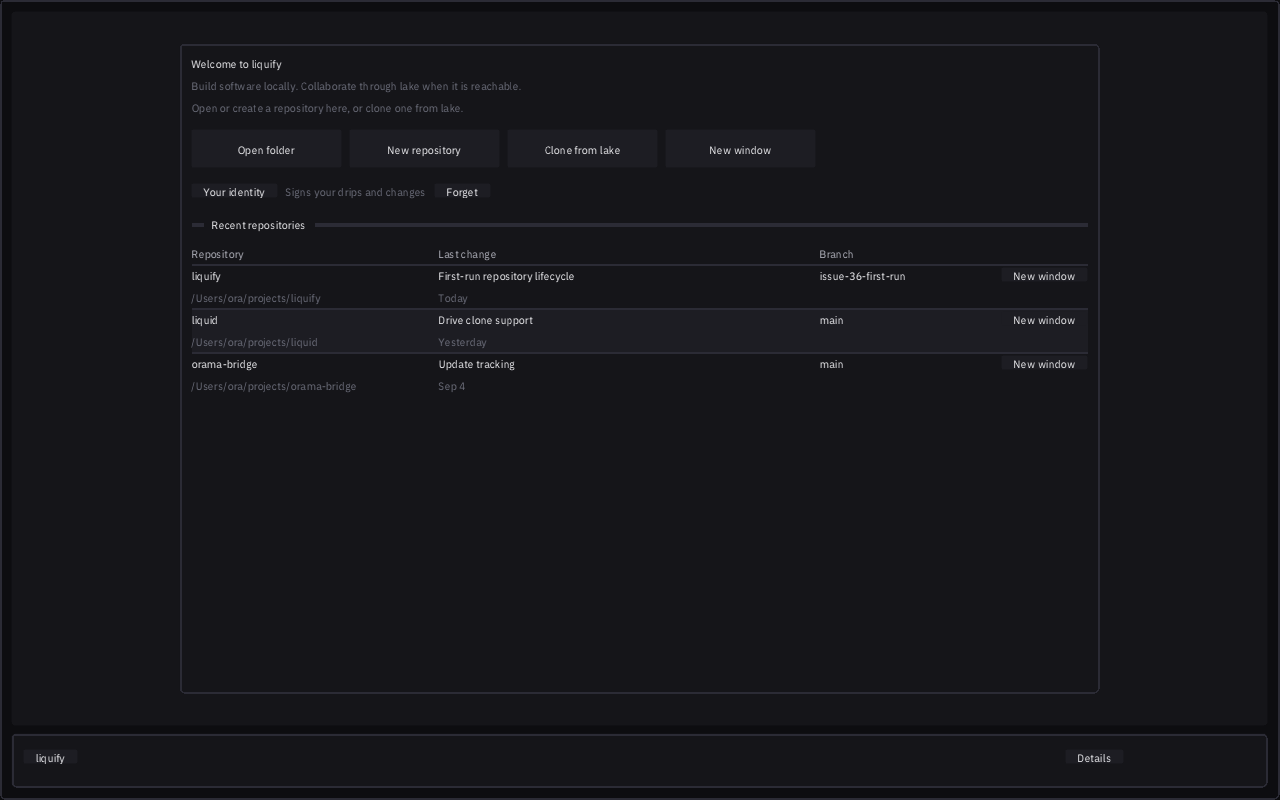 Welcome to liquify
Build software locally. Collaborate through lake when it is reachable.
Open or create a repository here, or clone one from lake.
Open folder New repository Clone from lake New window
Your identity Signs your drips and changes Forget
Recent repositories
Repository Last change Branch
liquify First-run repository lifecycle issue-36-first-run New window
/Users/ora/projects/liquify Today
liquid Drive clone support main New window
/Users/ora/projects/liquid Yesterday
orama-bridge Update tracking main New window
/Users/ora/projects/orama-bridge Sep 4
liquify Details